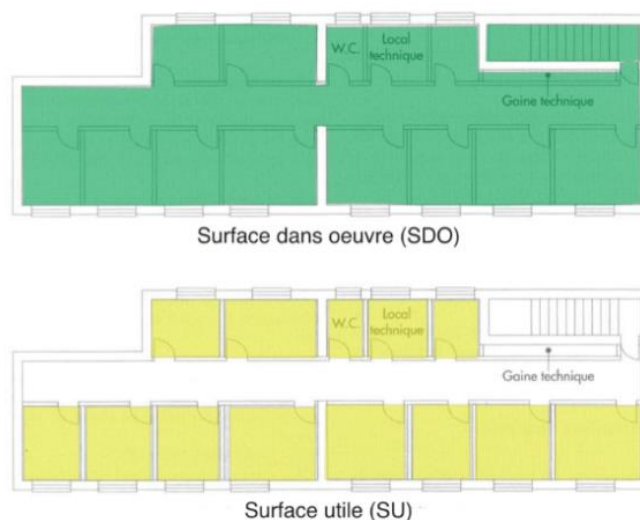 W.C.
Local
technique
Gaine technique
Surface dans oeuvre (SDO)
W.C.
Local
technique
Gaine technique
Surface utile (SU)